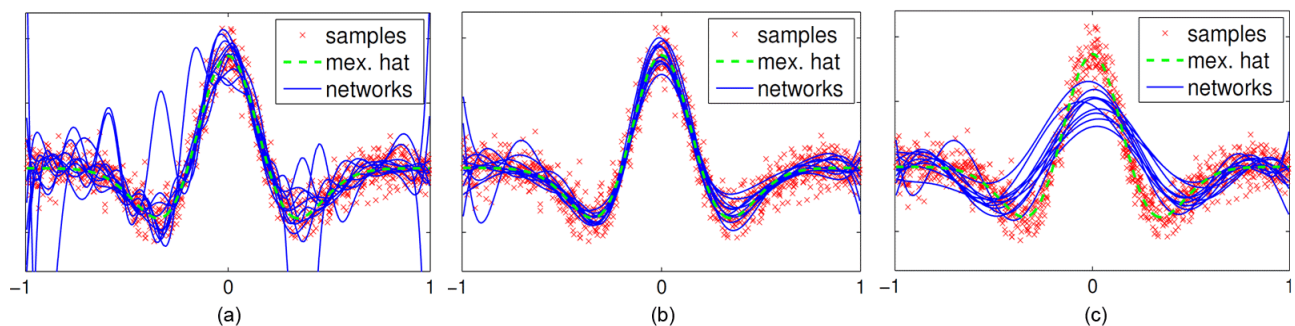 samples
mex. hat
networks
-1
0
1
(a)
samples
mex. hat
networks
-1
0
1
(b)
samples
mex. hat
networks
-1
0
1
(c)